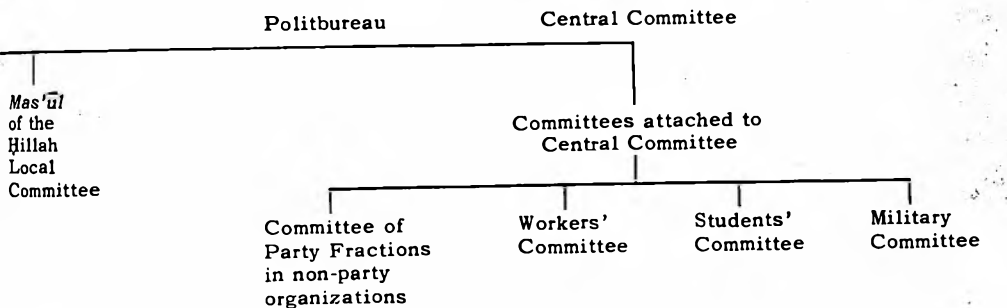 Politbureau
Central Committee
Mas'ūl
of the
Ḥillah
Local
Committee
Committees attached to
Central Committee
Committee of
Party Fractions
in non-party
organizations
Workers'
Committee
Students'
Committee
Military
Committee